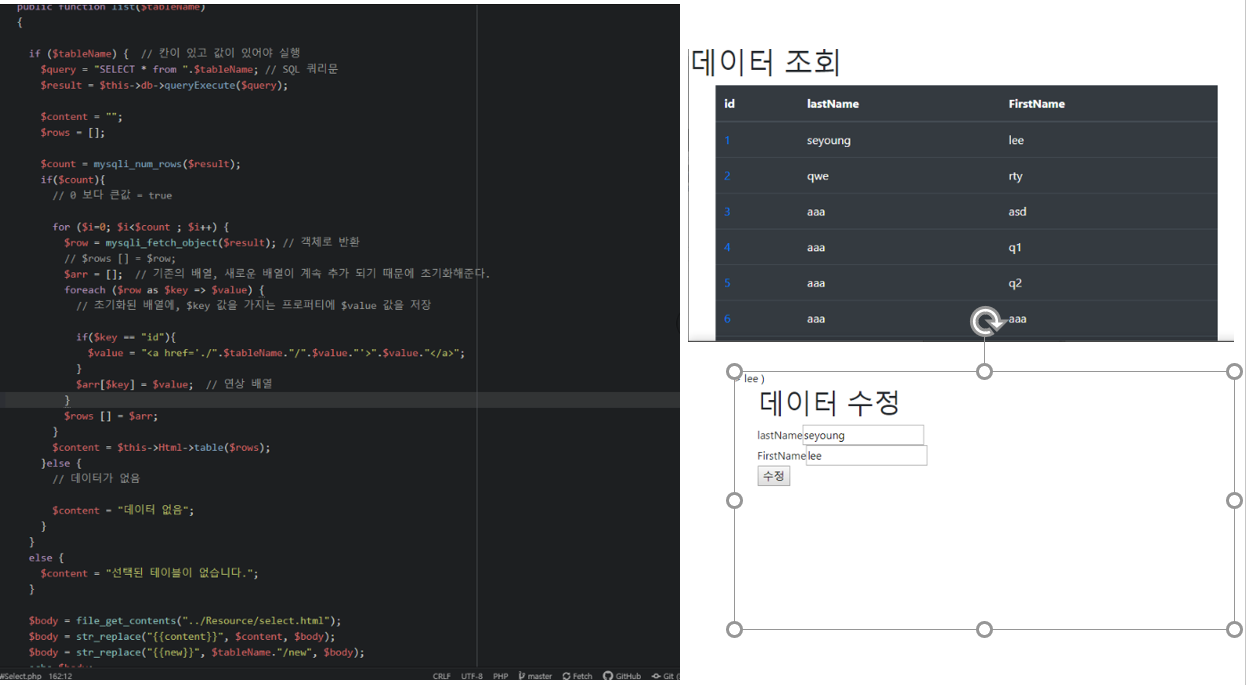 public function list($tableName)
{
if ($tableName) { // 칸이 있고 값이 있어야 실행
$query = "SELECT * from ".$tableName; // SQL 쿼리문
$result = $this->db->queryExecute($query);
$content = "";
$rows = [];
$count = mysqli_num_rows($result);
if($count){
// 0 보다 큰값 = true
for ($i=0; $i<$count ; $i++) {
$row = mysqli_fetch_object($result); // 객체로 반환
// $rows [] = $row;
$arr = []; // 기존의 배열, 새로운 배열이 계속 추가 되기 때문에 초기화해준다.
foreach ($row as $key => $value) {
// 초기화된 배열에, $key 값을 가지는 프로퍼티에 $value 값을 저장
if($key == "id"){
$value = "<a href='./".$tableName."/".$value."'>".$value."</a>";
}
$arr[$key] = $value; // 연상 배열
}
$rows [] = $arr;
}
$content = $this->Html->table($rows);
}else {
// 데이터가 없음
$content = "데이터 없음";
}
}
else {
$content = "선택된 테이블이 없습니다.";
}
$body = file_get_contents("../Resource/select.html");
$body = str_replace("{{content}}", $content, $body);
$body = str_replace("{{new}}", $tableName."/new", $body);
echo $body;
#Select.php 162:12 CRLF UTF-8 PHP master Fetch GitHub Git (
데이터 조회
id lastName FirstName
1 seyoung lee
2 qwe rty
3 aaa asd
4 aaa q1
5 aaa q2
6 aaa aaa
lee )
데이터 수정
lastName seyoung
FirstName lee
수정